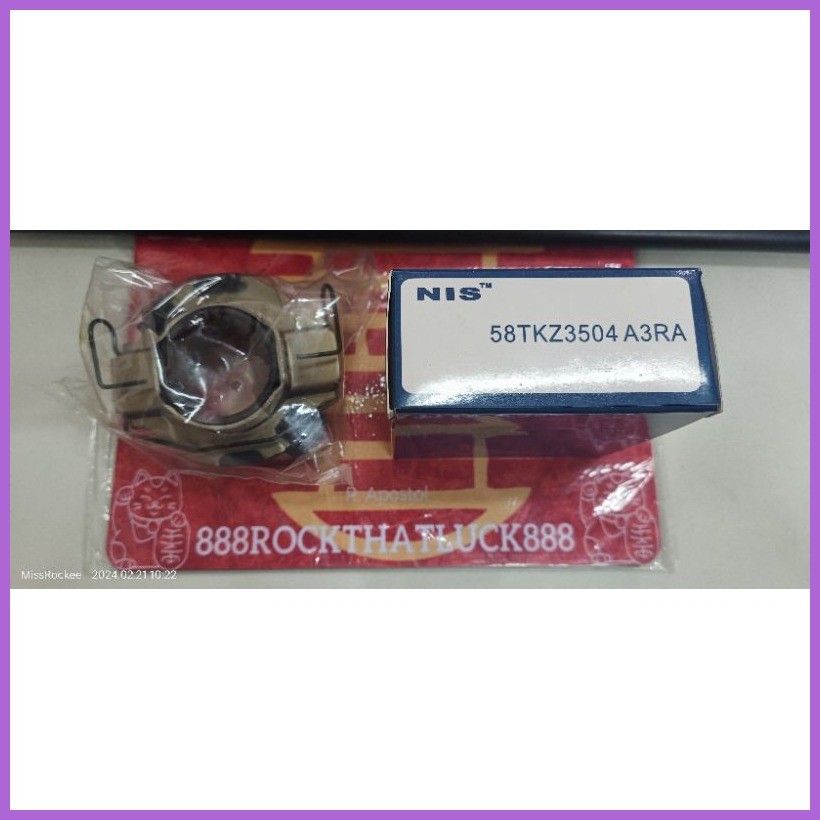 NIS™
58TKZ3504 A3RA
R. Apostol
888ROCKTHATLUCK888
MissRockee 2024.02.21 10:22